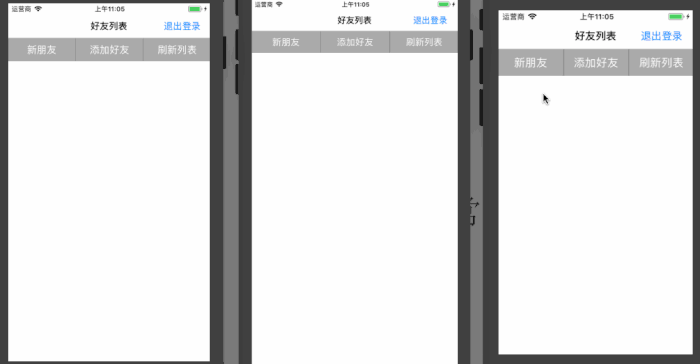 运营商 上午11:05
好友列表 退出登录
新朋友 添加好友 刷新列表
运营商 上午11:05
好友列表 退出登录
新朋友 添加好友 刷新列表
运营商 上午11:05
好友列表 退出登录
新朋友 添加好友 刷新列表